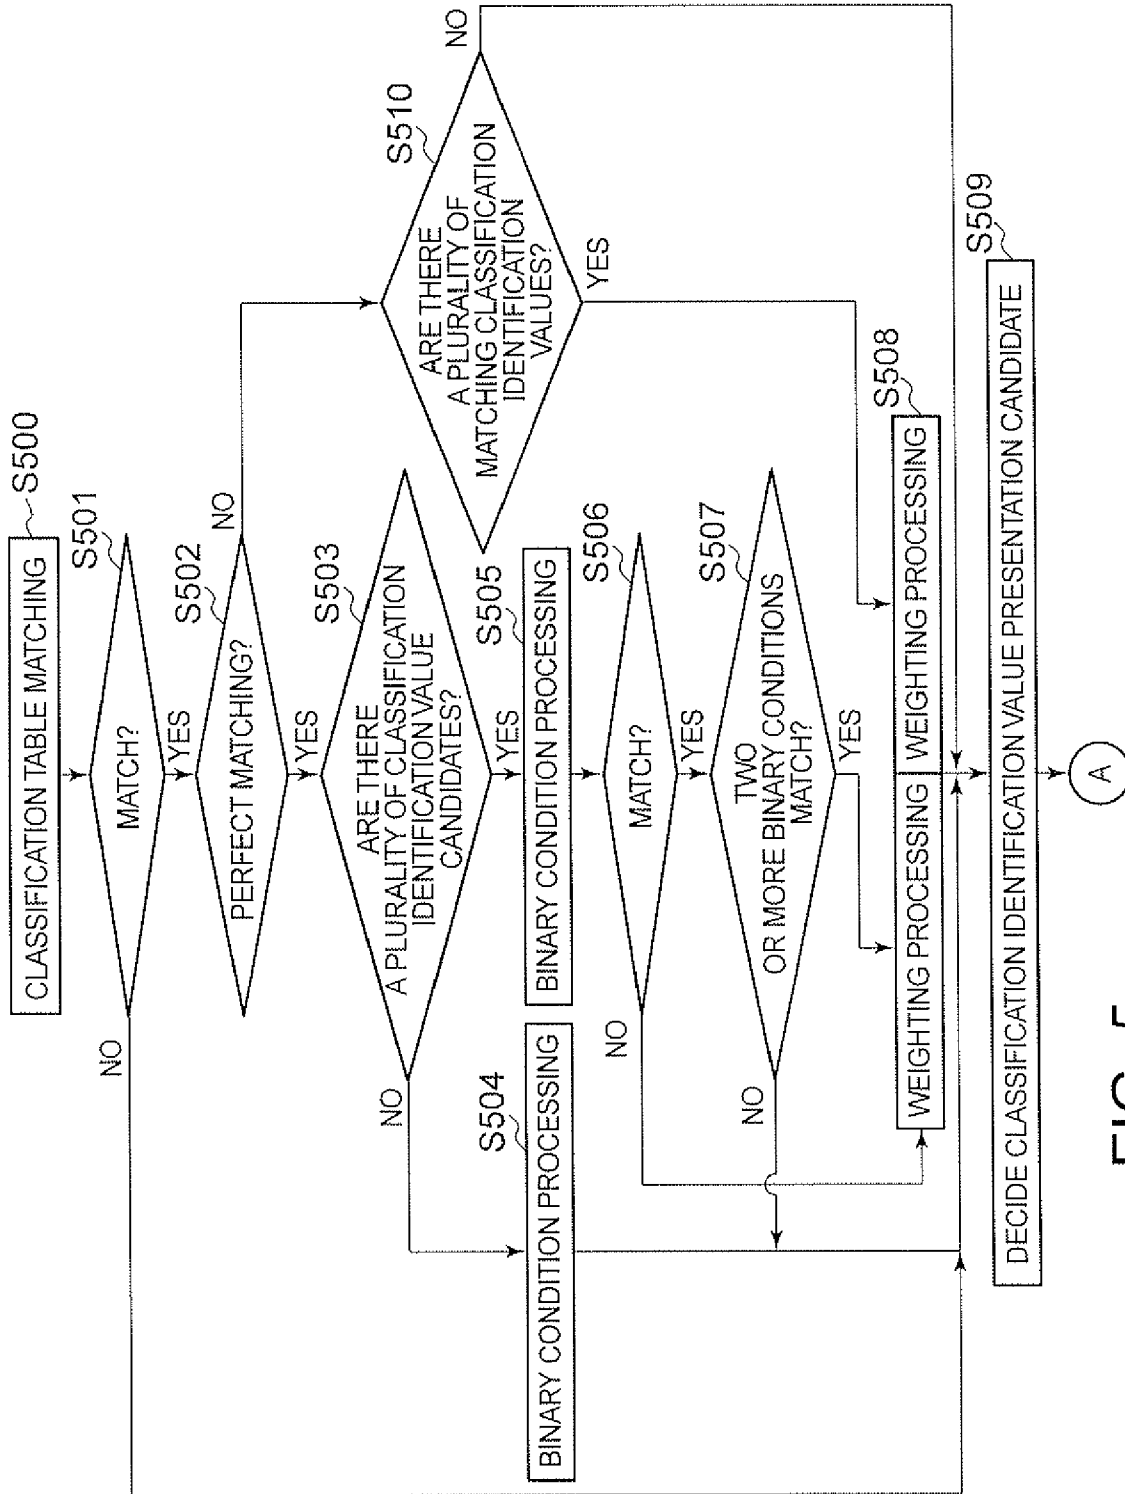 CLASSIFICATION TABLE MATCHING
S500
MATCH?
S501
NO
YES
PERFECT MATCHING?
S502
NO
YES
ARE THERE
A PLURALITY OF CLASSIFICATION
IDENTIFICATION VALUE
CANDIDATES?
S503
NO
YES
ARE THERE
A PLURALITY OF
MATCHING CLASSIFICATION
IDENTIFICATION
VALUES?
S510
NO
YES
BINARY CONDITION PROCESSING
S504
BINARY CONDITION PROCESSING
S505
MATCH?
S506
NO
YES
TWO
OR MORE BINARY CONDITIONS
MATCH?
S507
NO
YES
WEIGHTING PROCESSING
WEIGHTING PROCESSING
S508
DECIDE CLASSIFICATION IDENTIFICATION VALUE PRESENTATION CANDIDATE
S509
A